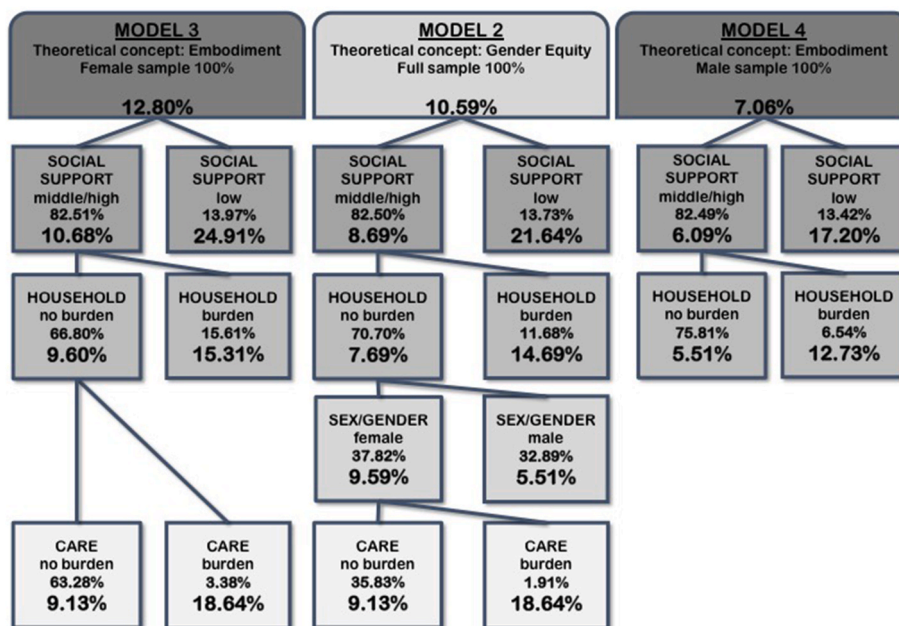 MODEL 3
Theoretical concept: Embodiment
Female sample 100%
12.80%
MODEL 2
Theoretical concept: Gender Equity
Full sample 100%
10.59%
MODEL 4
Theoretical concept: Embodiment
Male sample 100%
7.06%
SOCIAL
SUPPORT
middle/high
82.51%
10.68%
SOCIAL
SUPPORT
low
13.97%
24.91%
SOCIAL
SUPPORT
middle/high
82.50%
8.69%
SOCIAL
SUPPORT
low
13.73%
21.64%
SOCIAL
SUPPORT
middle/high
82.49%
6.09%
SOCIAL
SUPPORT
low
13.42%
17.20%
HOUSEHOLD
no burden
66.80%
9.60%
HOUSEHOLD
burden
15.61%
15.31%
HOUSEHOLD
no burden
70.70%
7.69%
HOUSEHOLD
burden
11.68%
14.69%
HOUSEHOLD
no burden
75.81%
5.51%
HOUSEHOLD
burden
6.54%
12.73%
SEX/GENDER
female
37.82%
9.59%
SEX/GENDER
male
32.89%
5.51%
CARE
no burden
63.28%
9.13%
CARE
burden
3.38%
18.64%
CARE
no burden
35.83%
9.13%
CARE
burden
1.91%
18.64%